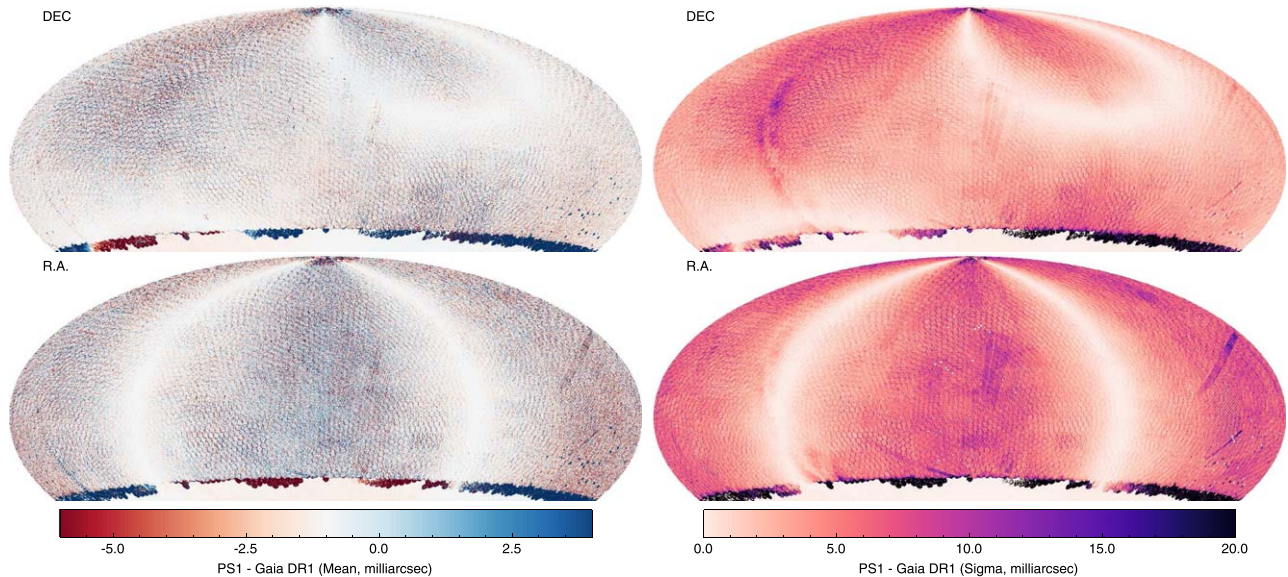 DEC
DEC
R.A.
R.A.
-5.0 -2.5 0.0 2.5
PS1 - Gaia DR1 (Mean, milliarcsec)
0.0 5.0 10.0 15.0 20.0
PS1 - Gaia DR1 (Sigma, milliarcsec)